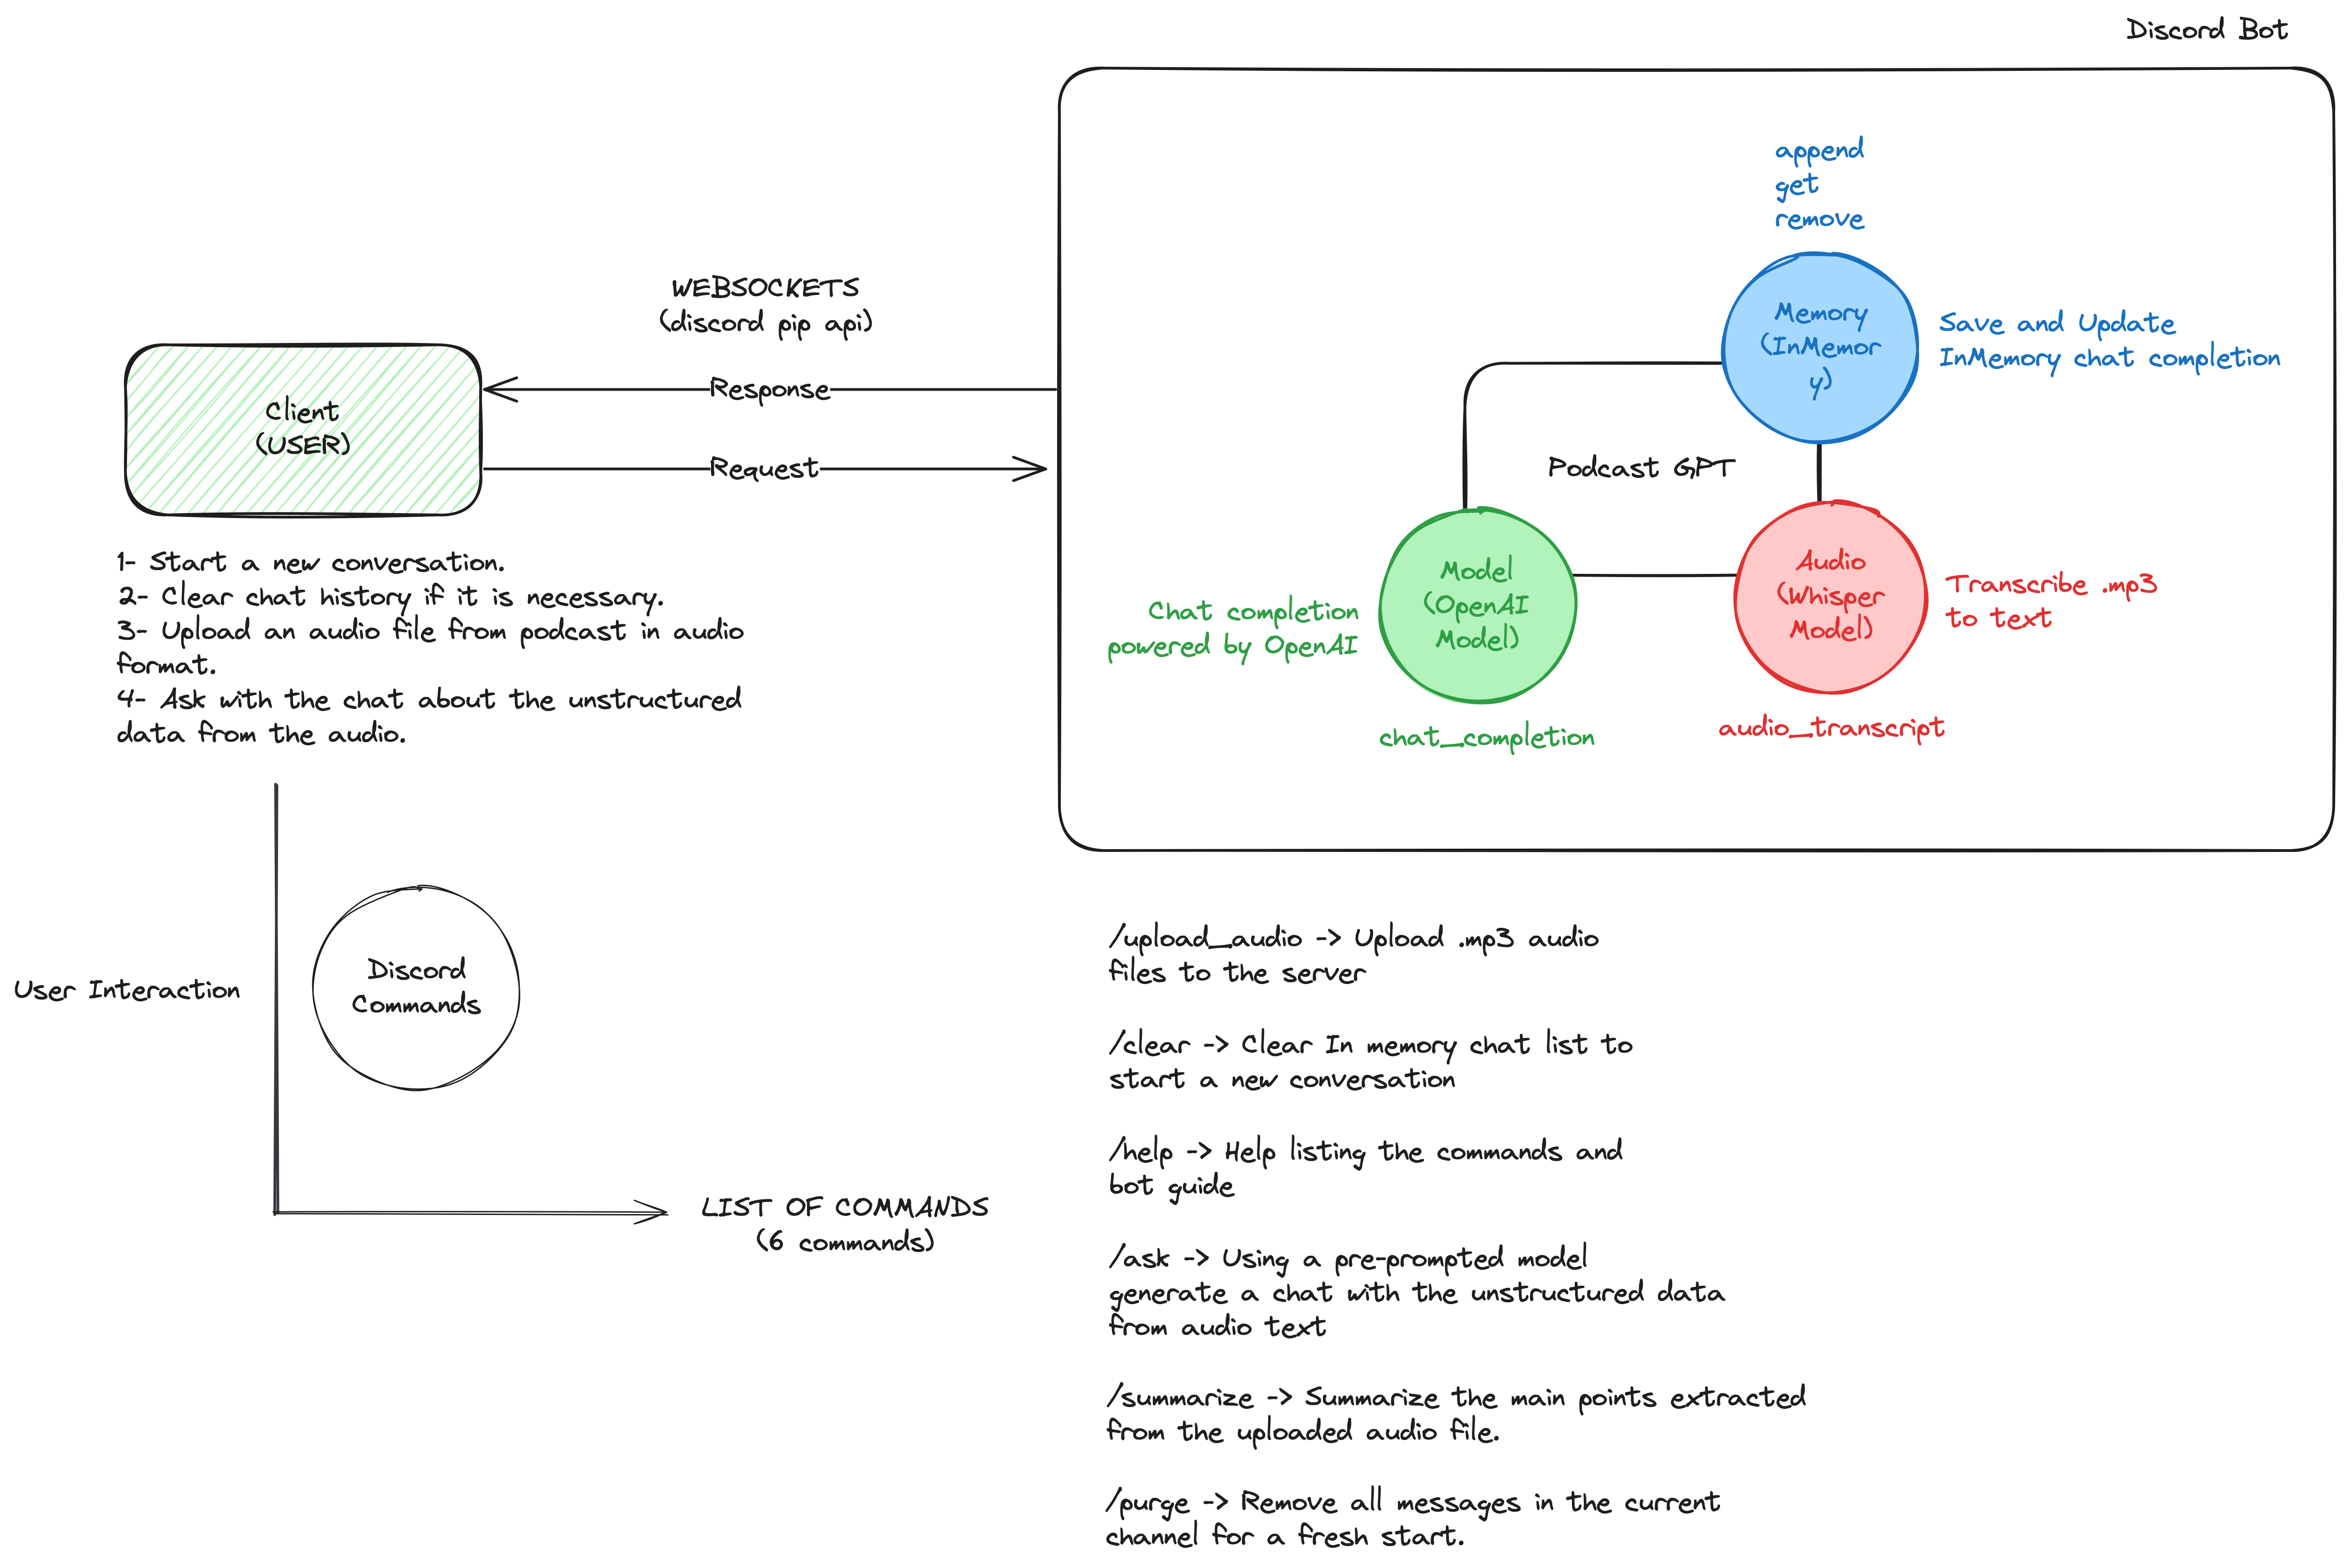 Discord Bot
append
get
remove
Memory
(InMemor
y)
Save and Update
InMemory chat completion
WEBSOCKETS
(discord pip api)
Response
Request
Client
(USER)
Podcast GPT
Model
(OpenAI
Model)
Chat completion
powered by OpenAI
chat_completion
Audio
(Whisper
Model)
Transcribe .mp3
to text
audio_transcript
1- Start a new conversation.
2- Clear chat history if it is necessary.
3- Upload an audio file from podcast in audio
format.
4- Ask with the chat about the unstructured
data from the audio.
User Interaction
Discord
Commands
LIST OF COMMANDS
(6 commands)
/upload_audio -> Upload .mp3 audio
files to the server
/clear -> Clear In memory chat list to
start a new conversation
/help -> Help listing the commands and
bot guide
/ask -> Using a pre-prompted model
generate a chat with the unstructured data
from audio text
/summarize -> Summarize the main points extracted
from the uploaded audio file.
/purge -> Remove all messages in the current
channel for a fresh start.